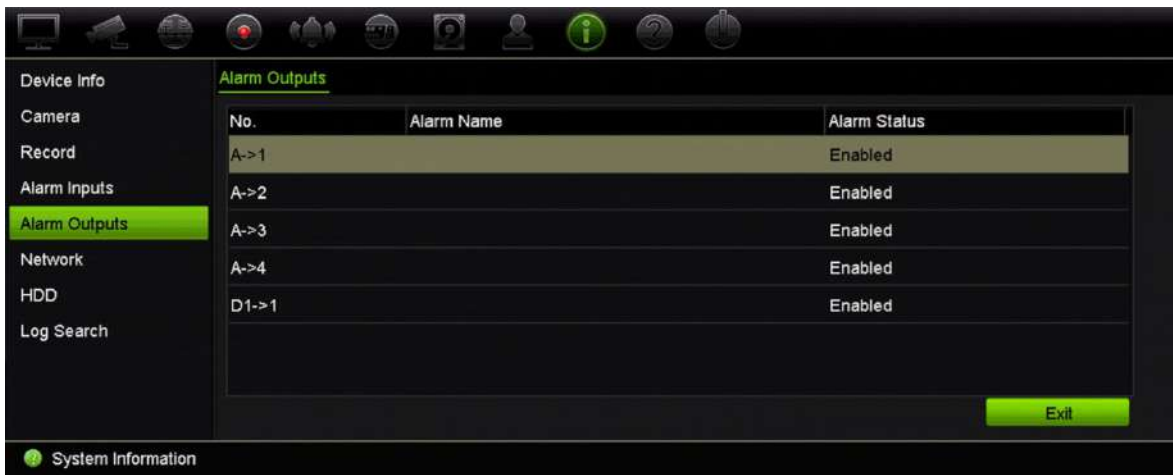 Device Info
Camera
Record
Alarm Inputs
Alarm Outputs
Network
HDD
Log Search
Alarm Outputs
No. Alarm Name Alarm Status
A->1 Enabled
A->2 Enabled
A->3 Enabled
A->4 Enabled
D1->1 Enabled
Exit
System Information